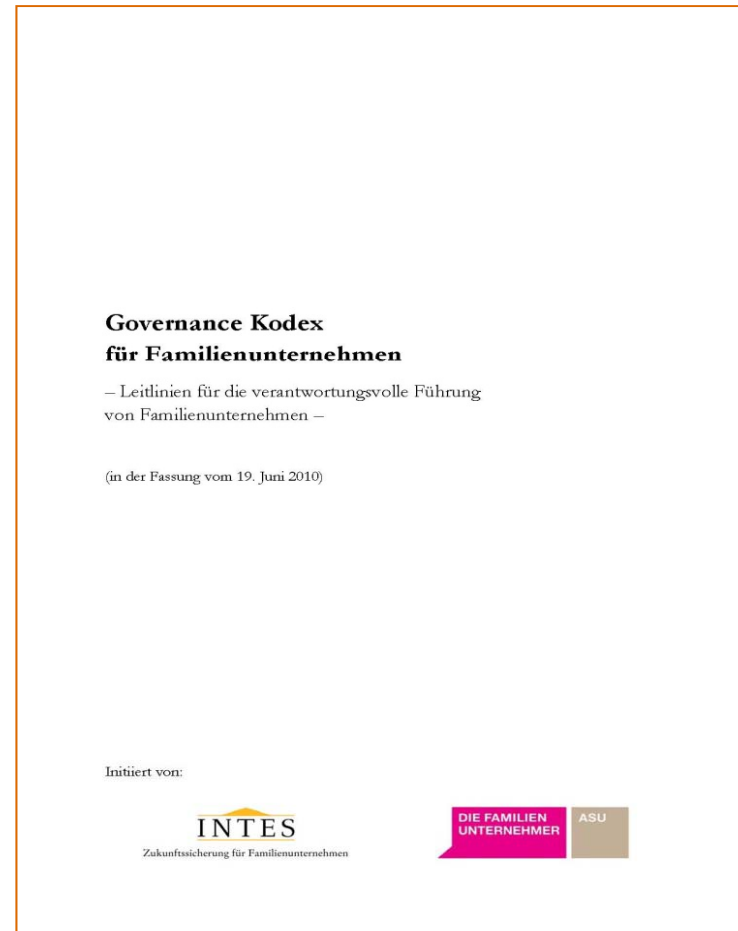 Governance Kodex
für Familienunternehmen
– Leitlinien für die verantwortungsvolle Führung
von Familienunternehmen –
(in der Fassung vom 19. Juni 2010)
Initiiert von:
INTES
Zukunftssicherung für Familienunternehmen
DIE FAMILIEN
UNTERNEHMER
ASU